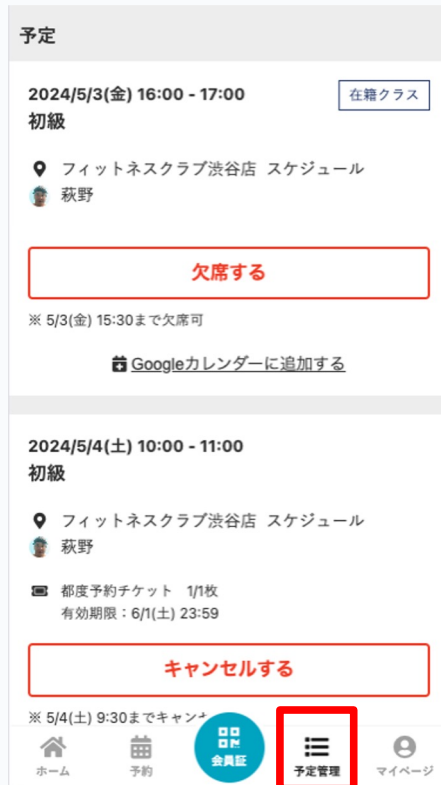 予定
2024/5/3(金) 16:00 - 17:00
在籍クラス
初級
フィットネスクラブ渋谷店 スケジュール
萩野
欠席する
※ 5/3(金) 15:30まで欠席可
Googleカレンダーに追加する
2024/5/4(土) 10:00 - 11:00
初級
フィットネスクラブ渋谷店 スケジュール
萩野
都度予約チケット 1/1枚
有効期限：6/1(土) 23:59
キャンセルする
※ 5/4(土) 9:30までキャン
ホーム 予約 会員証 予定管理 マイページ